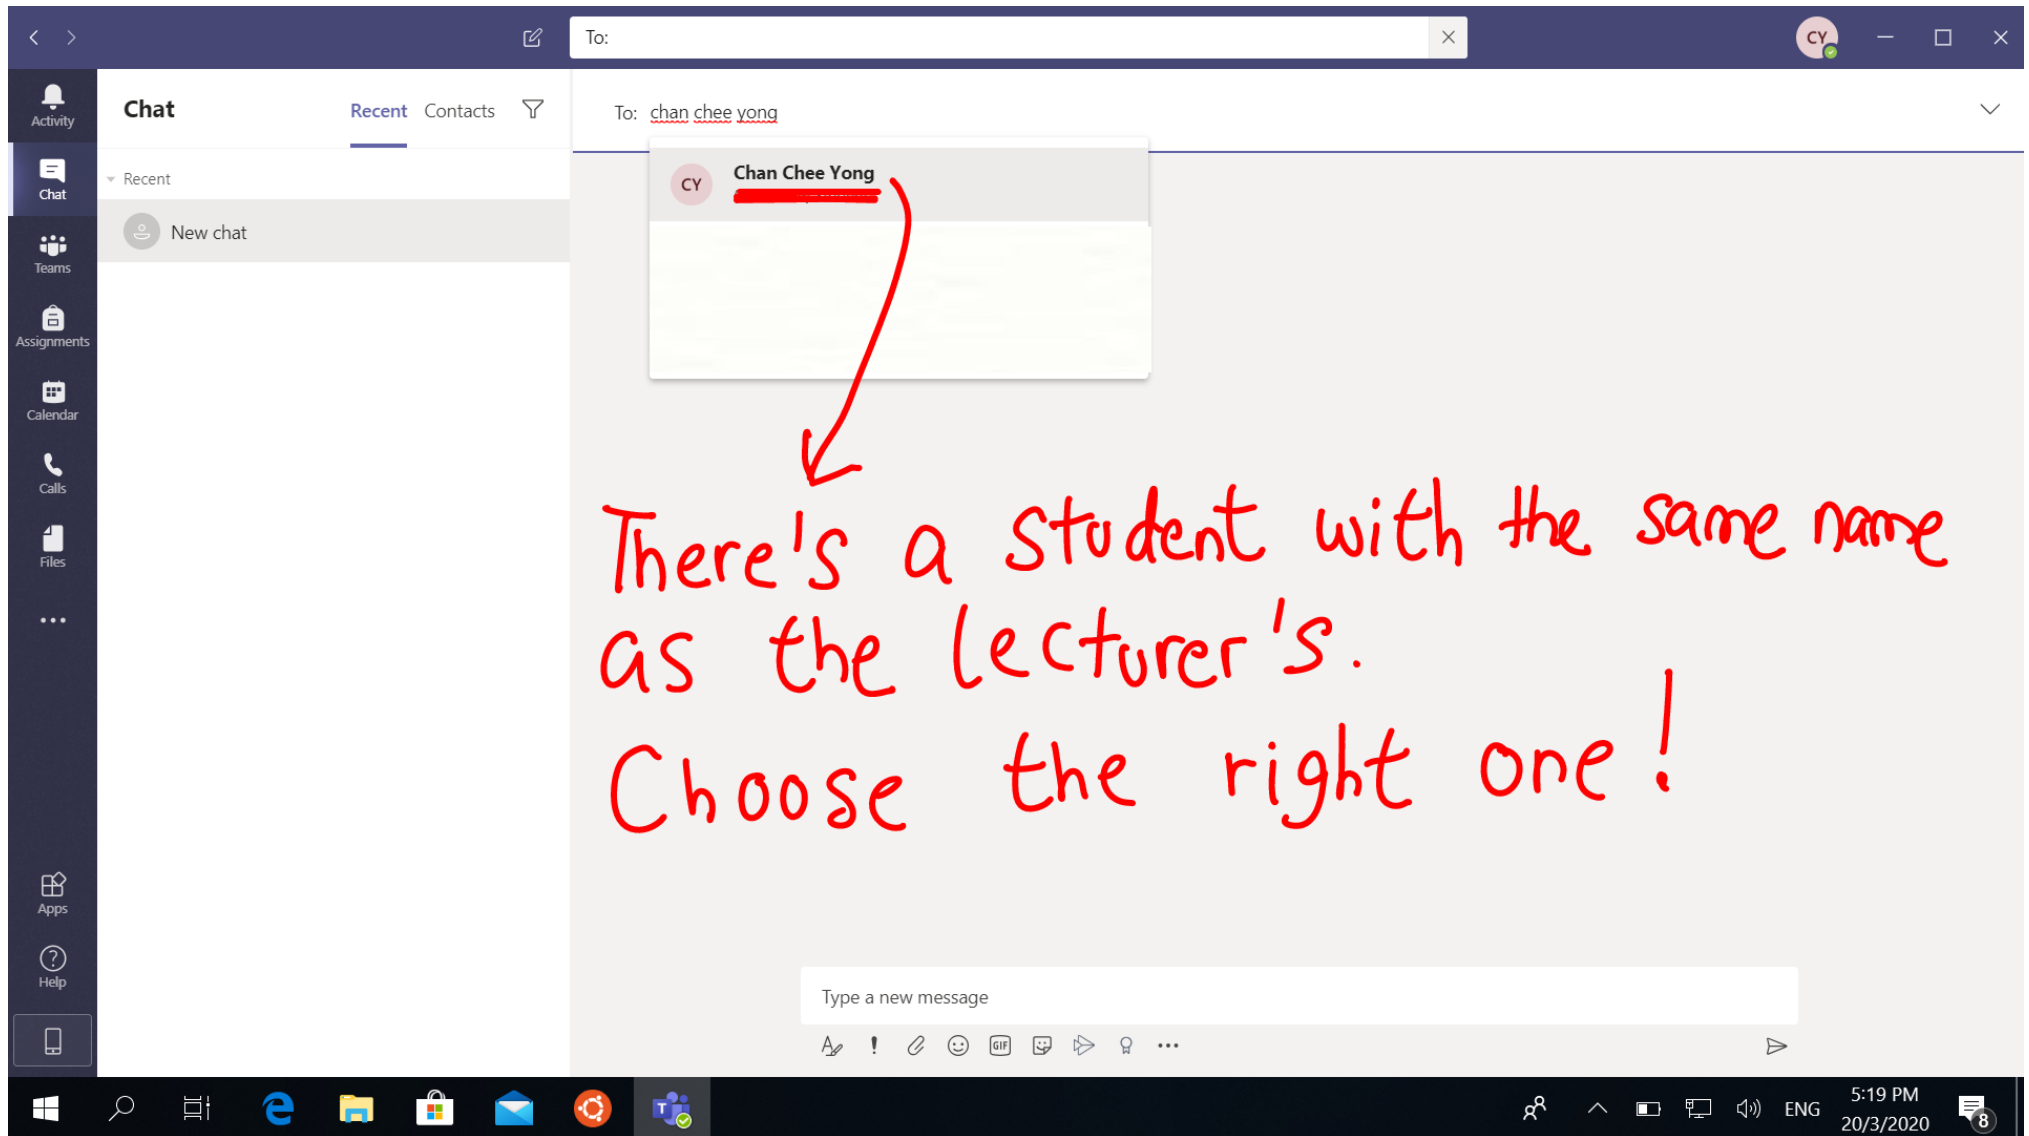 To:
CY
Activity
Chat
Recent
Contacts
To: chan chee yong
Recent
CY
Chan Chee Yong
Chat
New chat
Teams
Assignments
Calendar
Calls
Files
There's a student with the same name
as the lecturer's.
Choose the right one!
Apps
Help
Type a new message
GIF
T
ENG
5:19 PM
20/3/2020
8